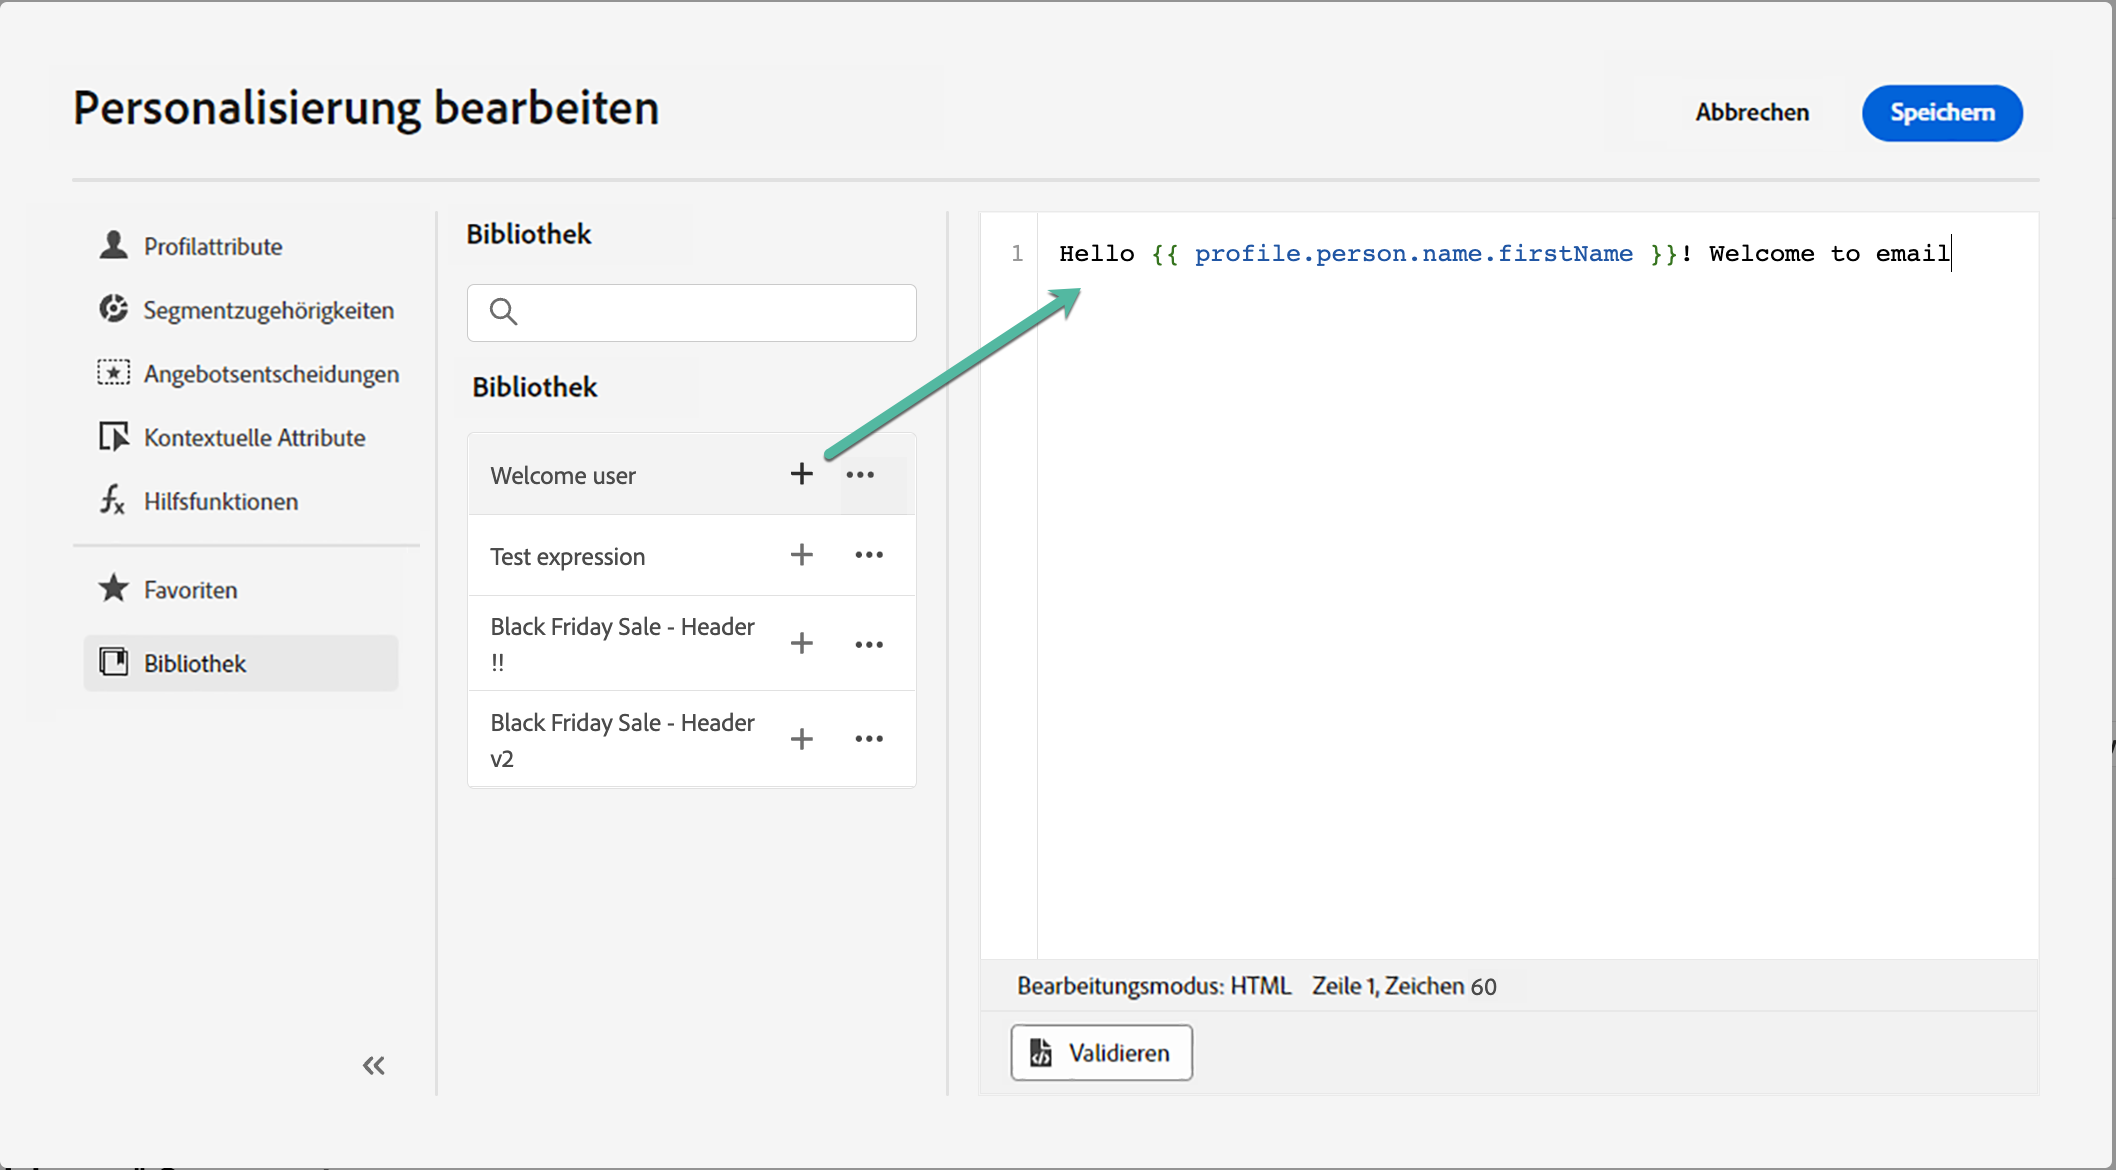 Personalisierung bearbeiten
Abbrechen
Speichern
Profilattribute
Segmentzugehörigkeiten
Angebotsentscheidungen
Kontextuelle Attribute
Hilfsfunktionen
Favoriten
Bibliothek
Bibliothek
Bibliothek
Welcome user
Test expression
Black Friday Sale - Header
!!
Black Friday Sale - Header
v2
1 Hello {{ profile.person.name.firstName }}! Welcome to email
Bearbeitungsmodus: HTML Zeile 1, Zeichen 60
Validieren